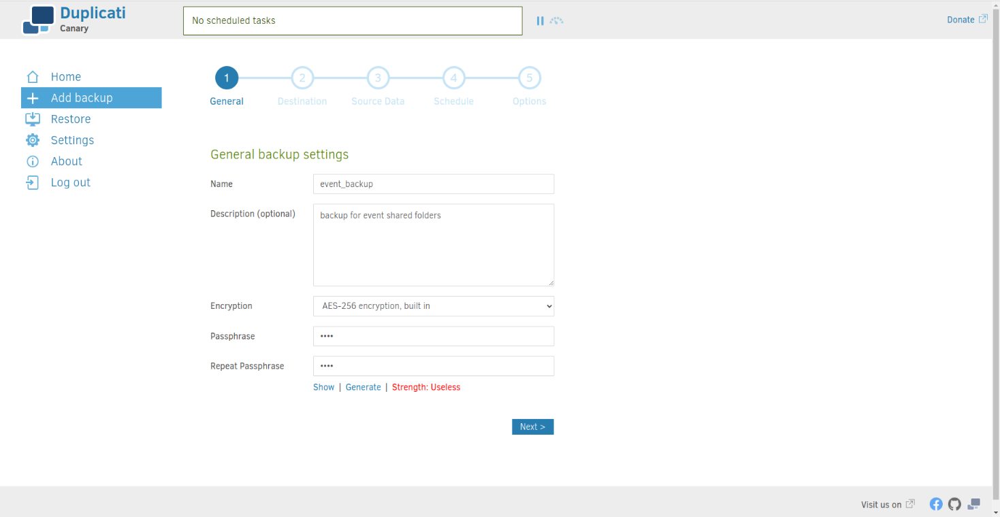 Duplicati
Canary
No scheduled tasks
Donate
Home
Add backup
Restore
Settings
About
Log out
1 2 3 4 5
General Destination Source Data Schedule Options
General backup settings
Name event_backup
Description (optional) backup for event shared folders
Encryption AES-256 encryption, built in
Passphrase ••••
Repeat Passphrase ••••
Show | Generate | Strength: Useless
Next >
Visit us on